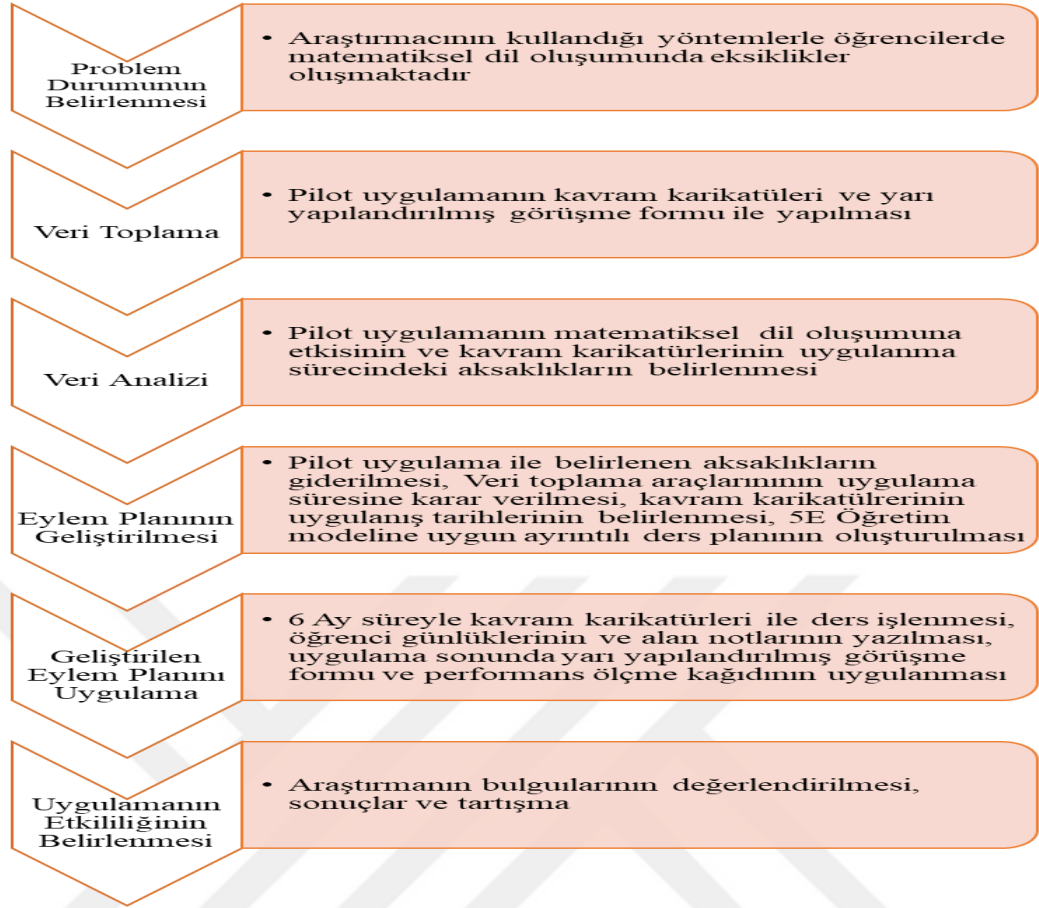 Problem
Durumunun
Belirlenmesi
• Araştırmacının kullandığı yöntemlerle öğrencilerde
matematiksel dil oluşumunda eksiklikler
oluşmaktadır
Veri Toplama
• Pilot uygulamanın kavram karikatüleri ve yarı
yapılandırılmış görüşme formu ile yapılması
Veri Analizi
• Pilot uygulamanın matematiksel dil oluşumuna
etkisinin ve kavram karikatürlerinin uygulanma
sürecindeki aksaklıkların belirlenmesi
Eylem Planının
Geliştirilmesi
• Pilot uygulama ile belirlenen aksaklıkların
giderilmesi, Veri toplama araçlarınının uygulama
süresine karar verilmesi, kavram karikatülrerinin
uygulanış tarihlerinin belirlenmesi, 5E Öğretim
modeline uygun ayrıntılı ders planının oluşturulması
Geliştirilen
Eylem Planını
Uygulama
• 6 Ay süreyle kavram karikatürleri ile ders işlenmesi,
öğrenci günlüklerinin ve alan notlarının yazılması,
uygulama sonunda yarı yapılandırılmış görüşme
formu ve performans ölçme kağıdının uygulanması
Uygulamanın
Etkililiğinin
Belirlenmesi
• Araştırmanın bulguılarının değerlendirilmesi,
sonuçlar ve tartışma